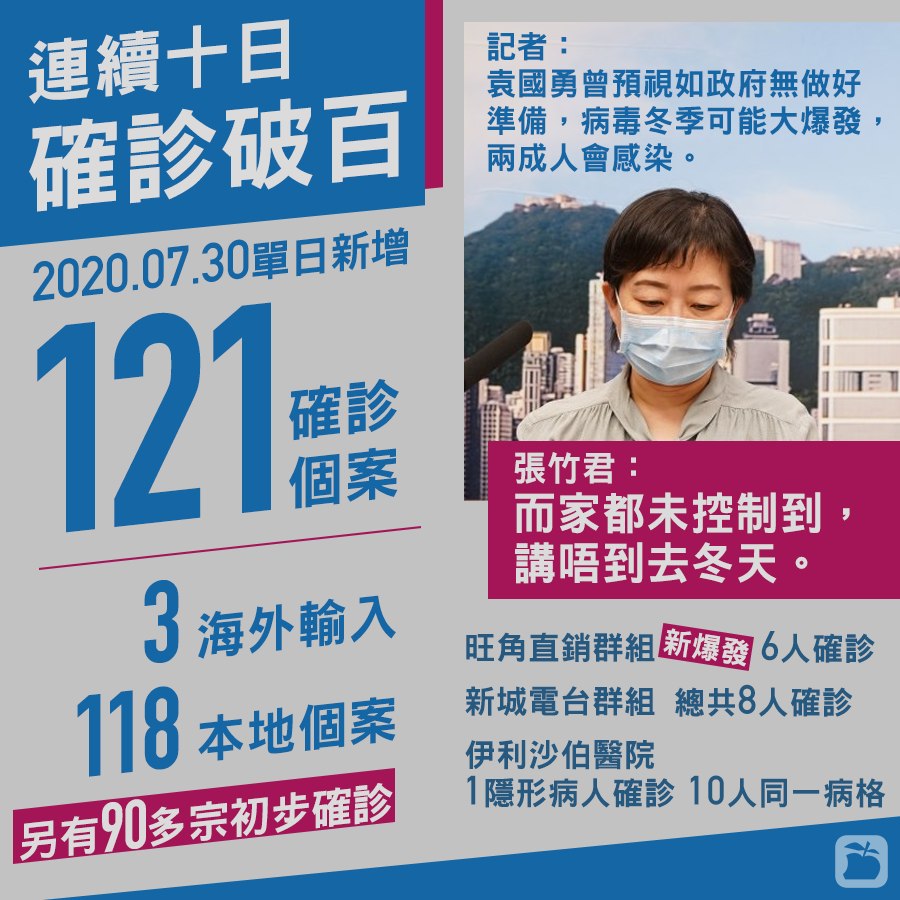 連續十日
確診破百
2020.07.30單日新增
121確診
個案
3 海外輸入
118 本地個案
另有90多宗初步確診
記者：
袁國勇曾預視如政府無做好
準備，病毒冬季可能大爆發，
兩成人會感染。
張竹君：
而家都未控制到，
講唔到去冬天。
旺角直銷群組 新爆發 6人確診
新城電台群組 總共8人確診
伊利沙伯醫院
1隱形病人確診 10人同一病格